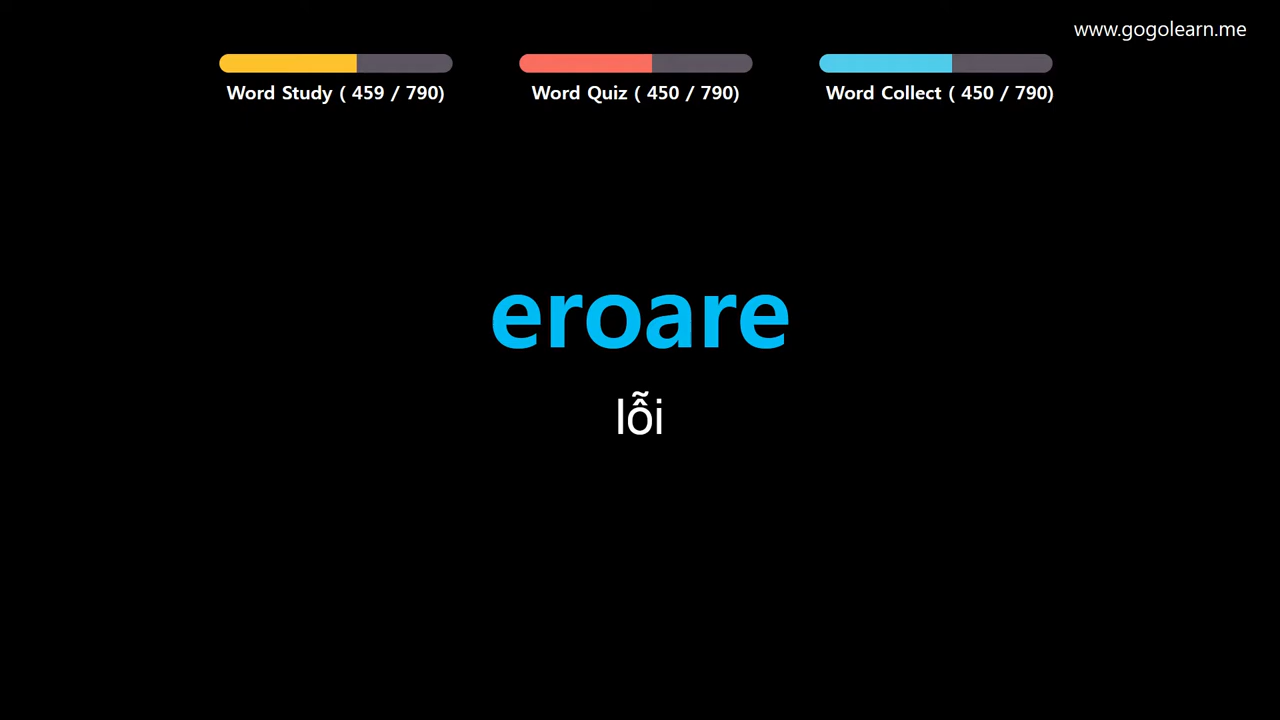 www.gogolearn.me
Word Study ( 459 / 790)
Word Quiz ( 450 / 790)
Word Collect ( 450 / 790)
eroare
lỗi